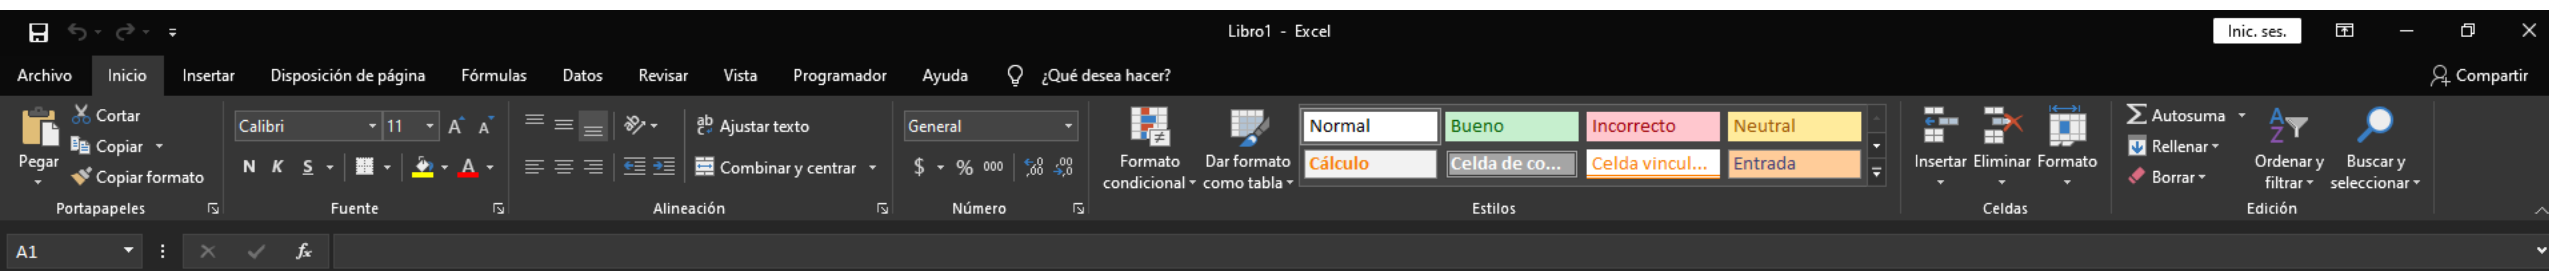 Libro1 - Excel
Inic. ses.
Archivo Inicio Insertar Disposición de página Fórmulas Datos Revisar Vista Programador Ayuda ¿Qué desea hacer? Compartir
Pegar
Cortar
Copiar
Copiar formato
Portapapeles
Calibri 11 A A
N K S A
Fuente
ab Ajustar texto
Combinar y centrar
Alineación
General
$ % 000 ,00 ,00
Número
Formato condicional
Dar formato como tabla
Normal Bueno Incorrecto Neutral
Cálculo Celda de co... Celda vincul... Entrada
Estilos
Insertar Eliminar Formato
Celdas
Σ Autosuma
Rellenar
Borrar
Ordenar y filtrar
Buscar y seleccionar
Edición
A1 fx